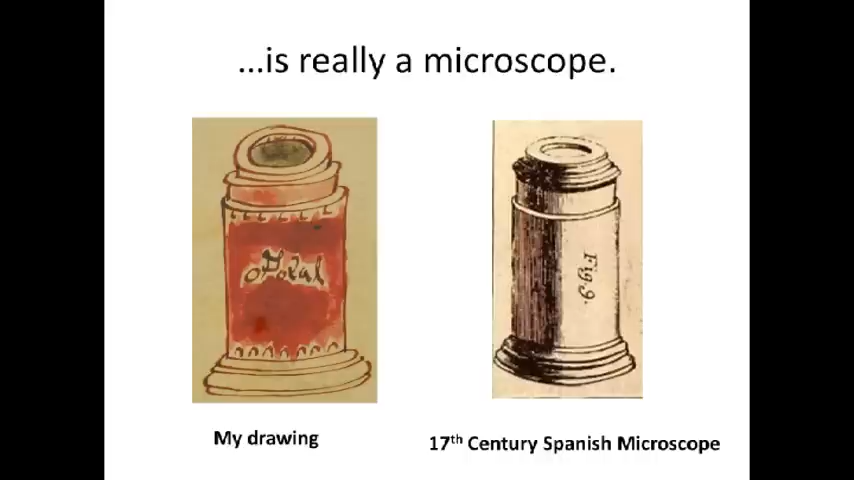 ...is really a microscope.
Fig.9.
My drawing
17th Century Spanish Microscope